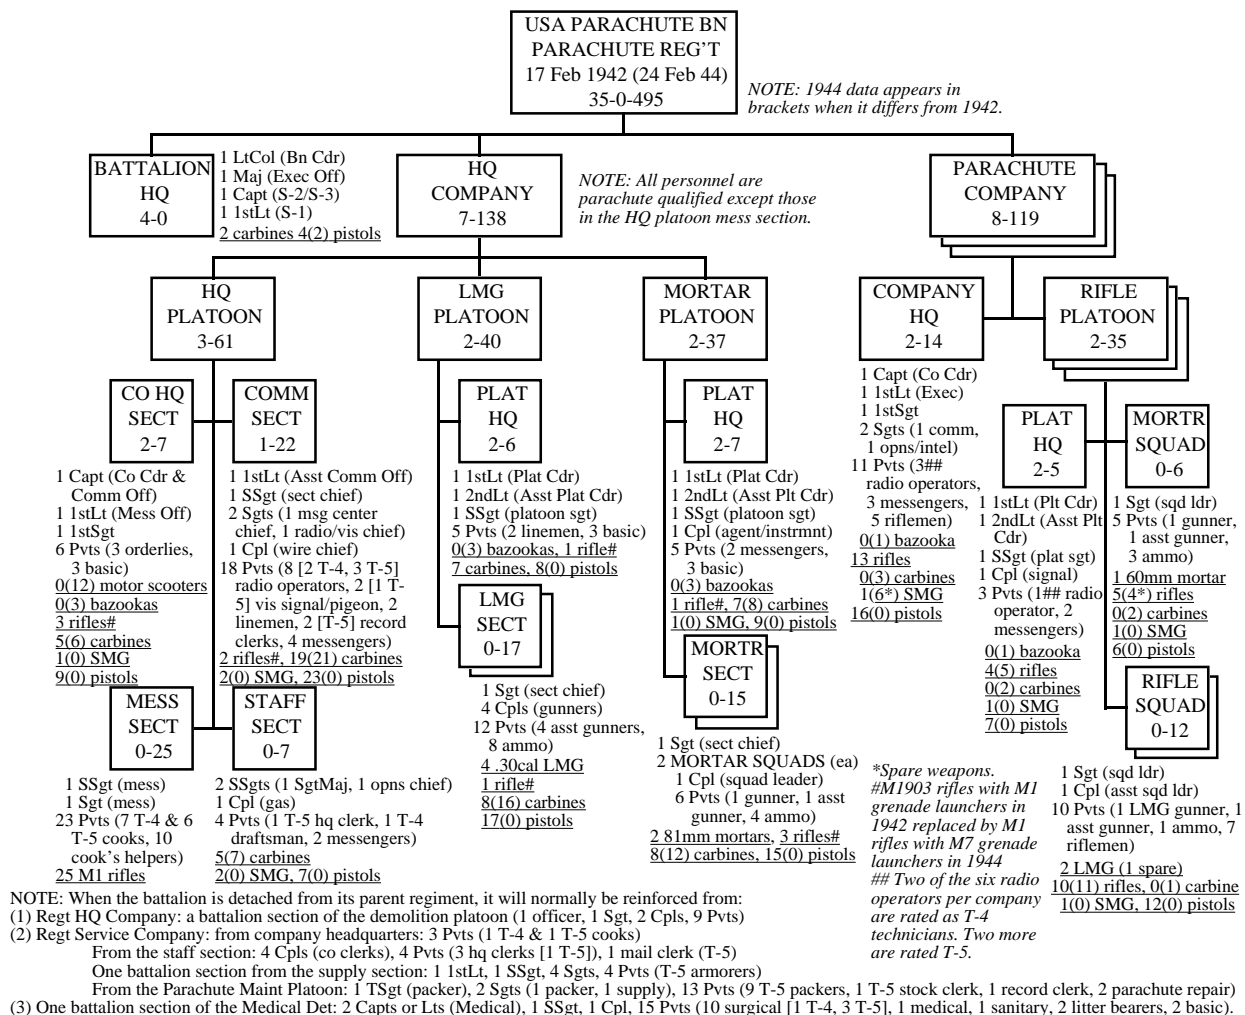 USA PARACHUTE BN
PARACHUTE REG'T
17 Feb 1942 (24 Feb 44)
35-0-495
NOTE: 1944 data appears in
brackets when it differs from 1942.
BATTALION
HQ
4-0
1 LtCol (Bn Cdr)
1 Maj (Exec Off)
1 Capt (S-2/S-3)
1 1stLt (S-1)
2 carbines 4(2) pistols
HQ
COMPANY
7-138
NOTE: All personnel are
parachute qualified except those
in the HQ platoon mess section.
PARACHUTE
COMPANY
8-119
HQ
PLATOON
3-61
LMG
PLATOON
2-40
MORTAR
PLATOON
2-37
COMPANY
HQ
2-14
RIFLE
PLATOON
2-35
CO HQ
SECT
2-7
1 Capt (Co Cdr &
Comm Off)
1 1stLt (Mess Off)
1 1stSgt
6 Pvts (3 orderlies,
3 basic)
0(12) motor scooters
0(3) bazookas
3 rifles#
5(6) carbines
1(0) SMG
9(0) pistols
COMM
SECT
1-22
1 1stLt (Asst Comm Off)
1 SSgt (sect chief)
2 Sgts (1 msg center
chief, 1 radio/vis chief)
1 Cpl (wire chief)
18 Pvts (8 [2 T-4, 3 T-5]
radio operators, 2 [1 T-
5] vis signal/pigeon, 2
linemen, 2 [T-5] record
clerks, 4 messengers)
2 rifles#, 19(21) carbines
2(0) SMG, 23(0) pistols
PLAT
HQ
2-6
1 1stLt (Plat Cdr)
1 2ndLt (Asst Plat Cdr)
1 SSgt (platoon sgt)
5 Pvts (2 linemen, 3 basic)
0(3) bazookas, 1 rifle#
7 carbines, 8(0) pistols
PLAT
HQ
2-7
1 1stLt (Plat Cdr)
1 2ndLt (Asst Plt Cdr)
1 SSgt (platoon sgt)
1 Cpl (agent/instrmnt)
5 Pvts (2 messengers,
3 basic)
0(3) bazookas
1 rifle#, 7(8) carbines
1(0) SMG, 9(0) pistols
1 Capt (Co Cdr)
1 1stLt (Exec)
1 1stSgt
2 Sgts (1 comm,
1 opns/intel)
11 Pvts (3##
radio operators,
3 messengers,
5 riflemen)
0(1) bazooka
13 rifles
0(3) carbines
1(6*) SMG
16(0) pistols
PLAT
HQ
2-5
1 1stLt (Plt Cdr)
1 2ndLt (Asst Plt
Cdr)
1 SSgt (plat sgt)
1 Cpl (signal)
3 Pvts (1## radio
operator, 2
messengers)
0(1) bazooka
4(5) rifles
0(2) carbines
1(0) SMG
7(0) pistols
MORTR
SQUAD
0-6
1 Sgt (sqd ldr)
5 Pvts (1 gunner,
1 asst gunner,
3 ammo)
1 60mm mortar
5(4*) rifles
0(2) carbines
1(0) SMG
6(0) pistols
MESS
SECT
0-25
1 SSgt (mess)
1 Sgt (mess)
23 Pvts (7 T-4 & 6
T-5 cooks, 10
cook's helpers)
25 M1 rifles
STAFF
SECT
0-7
2 SSgts (1 SgtMaj, 1 opns chief)
1 Cpl (gas)
4 Pvts (1 T-5 hq clerk, 1 T-4
draftsman, 2 messengers)
5(7) carbines
2(0) SMG, 7(0) pistols
LMG
SECT
0-17
1 Sgt (sect chief)
4 Cpls (gunners)
12 Pvts (4 asst gunners,
8 ammo)
4 .30cal LMG
1 rifle#
8(16) carbines
17(0) pistols
MORTR
SECT
0-15
1 Sgt (sect chief)
2 MORTAR SQUADS (ea)
1 Cpl (squad leader)
6 Pvts (1 gunner, 1 asst
gunner, 4 ammo)
2 81mm mortars, 3 rifles#
8(12) carbines, 15(0) pistols
*Spare weapons.
#M1903 rifles with M1
grenade launchers in
1942 replaced by M1
rifles with M7 grenade
launchers in 1944
## Two of the six radio
operators per company
are rated as T-4
technicians. Two more
are rated T-5.
RIFLE
SQUAD
0-12
1 Sgt (sqd ldr)
1 Cpl (asst sqd ldr)
10 Pvts (1 LMG gunner, 1
asst gunner, 1 ammo, 7
riflemen)
2 LMG (1 spare)
10(11) rifles, 0(1) carbine
1(0) SMG, 12(0) pistols
NOTE: When the battalion is detached from its parent regiment, it will normally be reinforced from:
(1) Regt HQ Company: a battalion section of the demolition platoon (1 officer, 1 Sgt, 2 Cpls, 9 Pvts)
(2) Regt Service Company: from company headquarters: 3 Pvts (1 T-4 & 1 T-5 cooks)
From the staff section: 4 Cpls (co clerks), 4 Pvts (3 hq clerks [1 T-5]), 1 mail clerk (T-5)
One battalion section from the supply section: 1 1stLt, 1 SSgt, 4 Sgts, 4 Pvts (T-5 armorers)
From the Parachute Maint Platoon: 1 TSgt (packer), 2 Sgts (1 packer, 1 supply), 13 Pvts (9 T-5 packers, 1 T-5 stock clerk, 1 record clerk, 2 parachute repair)
(3) One battalion section of the Medical Det: 2 Capts or Lts (Medical), 1 SSgt, 1 Cpl, 15 Pvts (10 surgical [1 T-4, 3 T-5], 1 medical, 1 sanitary, 2 litter bearers, 2 basic).